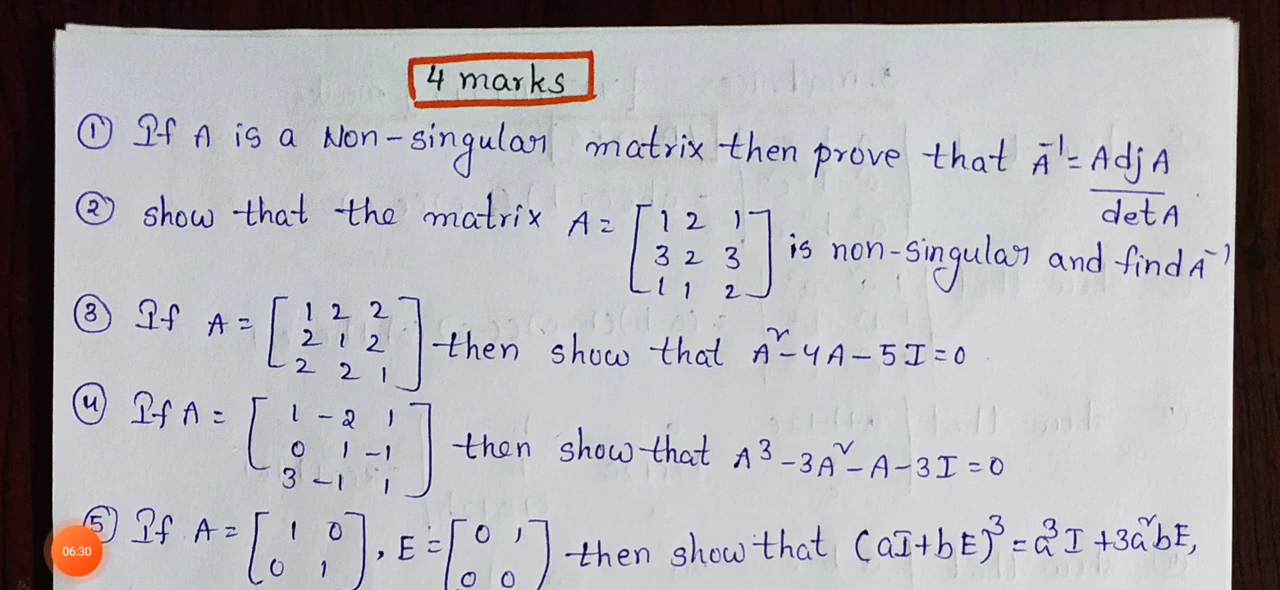 4 marks
① If A is a Non-singular matrix then prove that A⁻¹ = Adj A / det A
② show that the matrix A = [1 2 1; 3 2 3; 1 1 2] is non-singular and find A⁻¹
③ If A = [1 2 2; 2 1 2; 2 2 1] then show that A² - 4A - 5I = 0
④ If A = [1 -2 1; 0 1 -1; 3 -1 1] then show that A³ - 3A² - A - 3I = 0
⑤ If A = [1 0; 0 1], E = [0 1; 0 0] then show that (aI + bE)³ = a³I + 3a²bE,
06:30